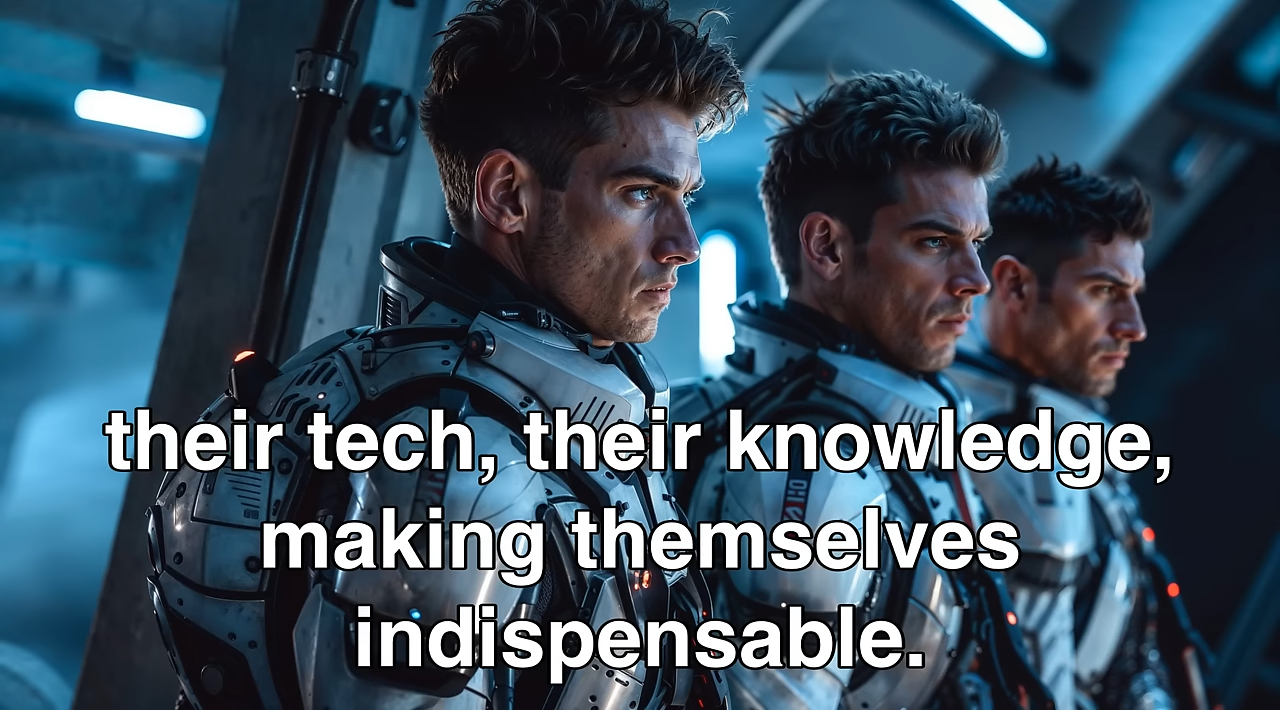 their tech, their knowledge,
making themselves
indispensable.